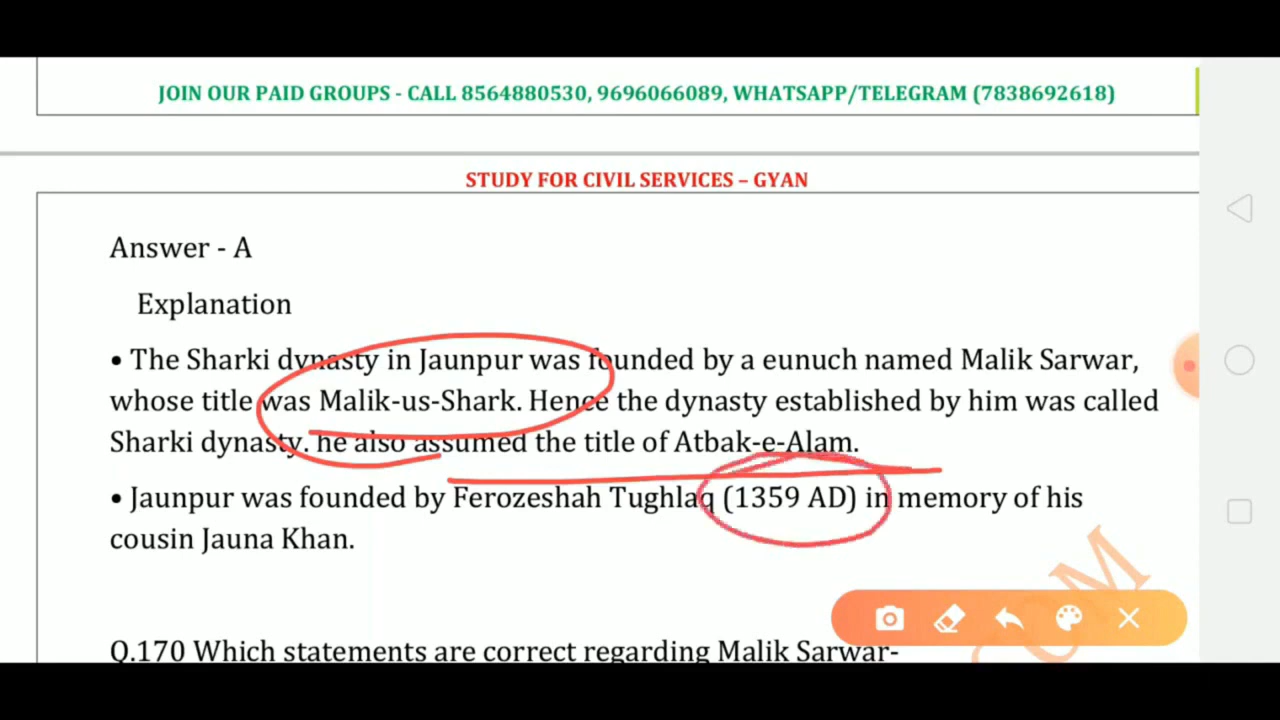 JOIN OUR PAID GROUPS - CALL 8564880530, 9696066089, WHATSAPP/TELEGRAM (7838692618)
STUDY FOR CIVIL SERVICES – GYAN
Answer - A
Explanation
• The Sharki dynasty in Jaunpur was founded by a eunuch named Malik Sarwar,
whose title was Malik-us-Shark. Hence the dynasty established by him was called
Sharki dynasty. he also assumed the title of Atbak-e-Alam.
• Jaunpur was founded by Ferozeshah Tughlaq (1359 AD) in memory of his
cousin Jauna Khan.
Q.170 Which statements are correct regarding Malik Sarwar-